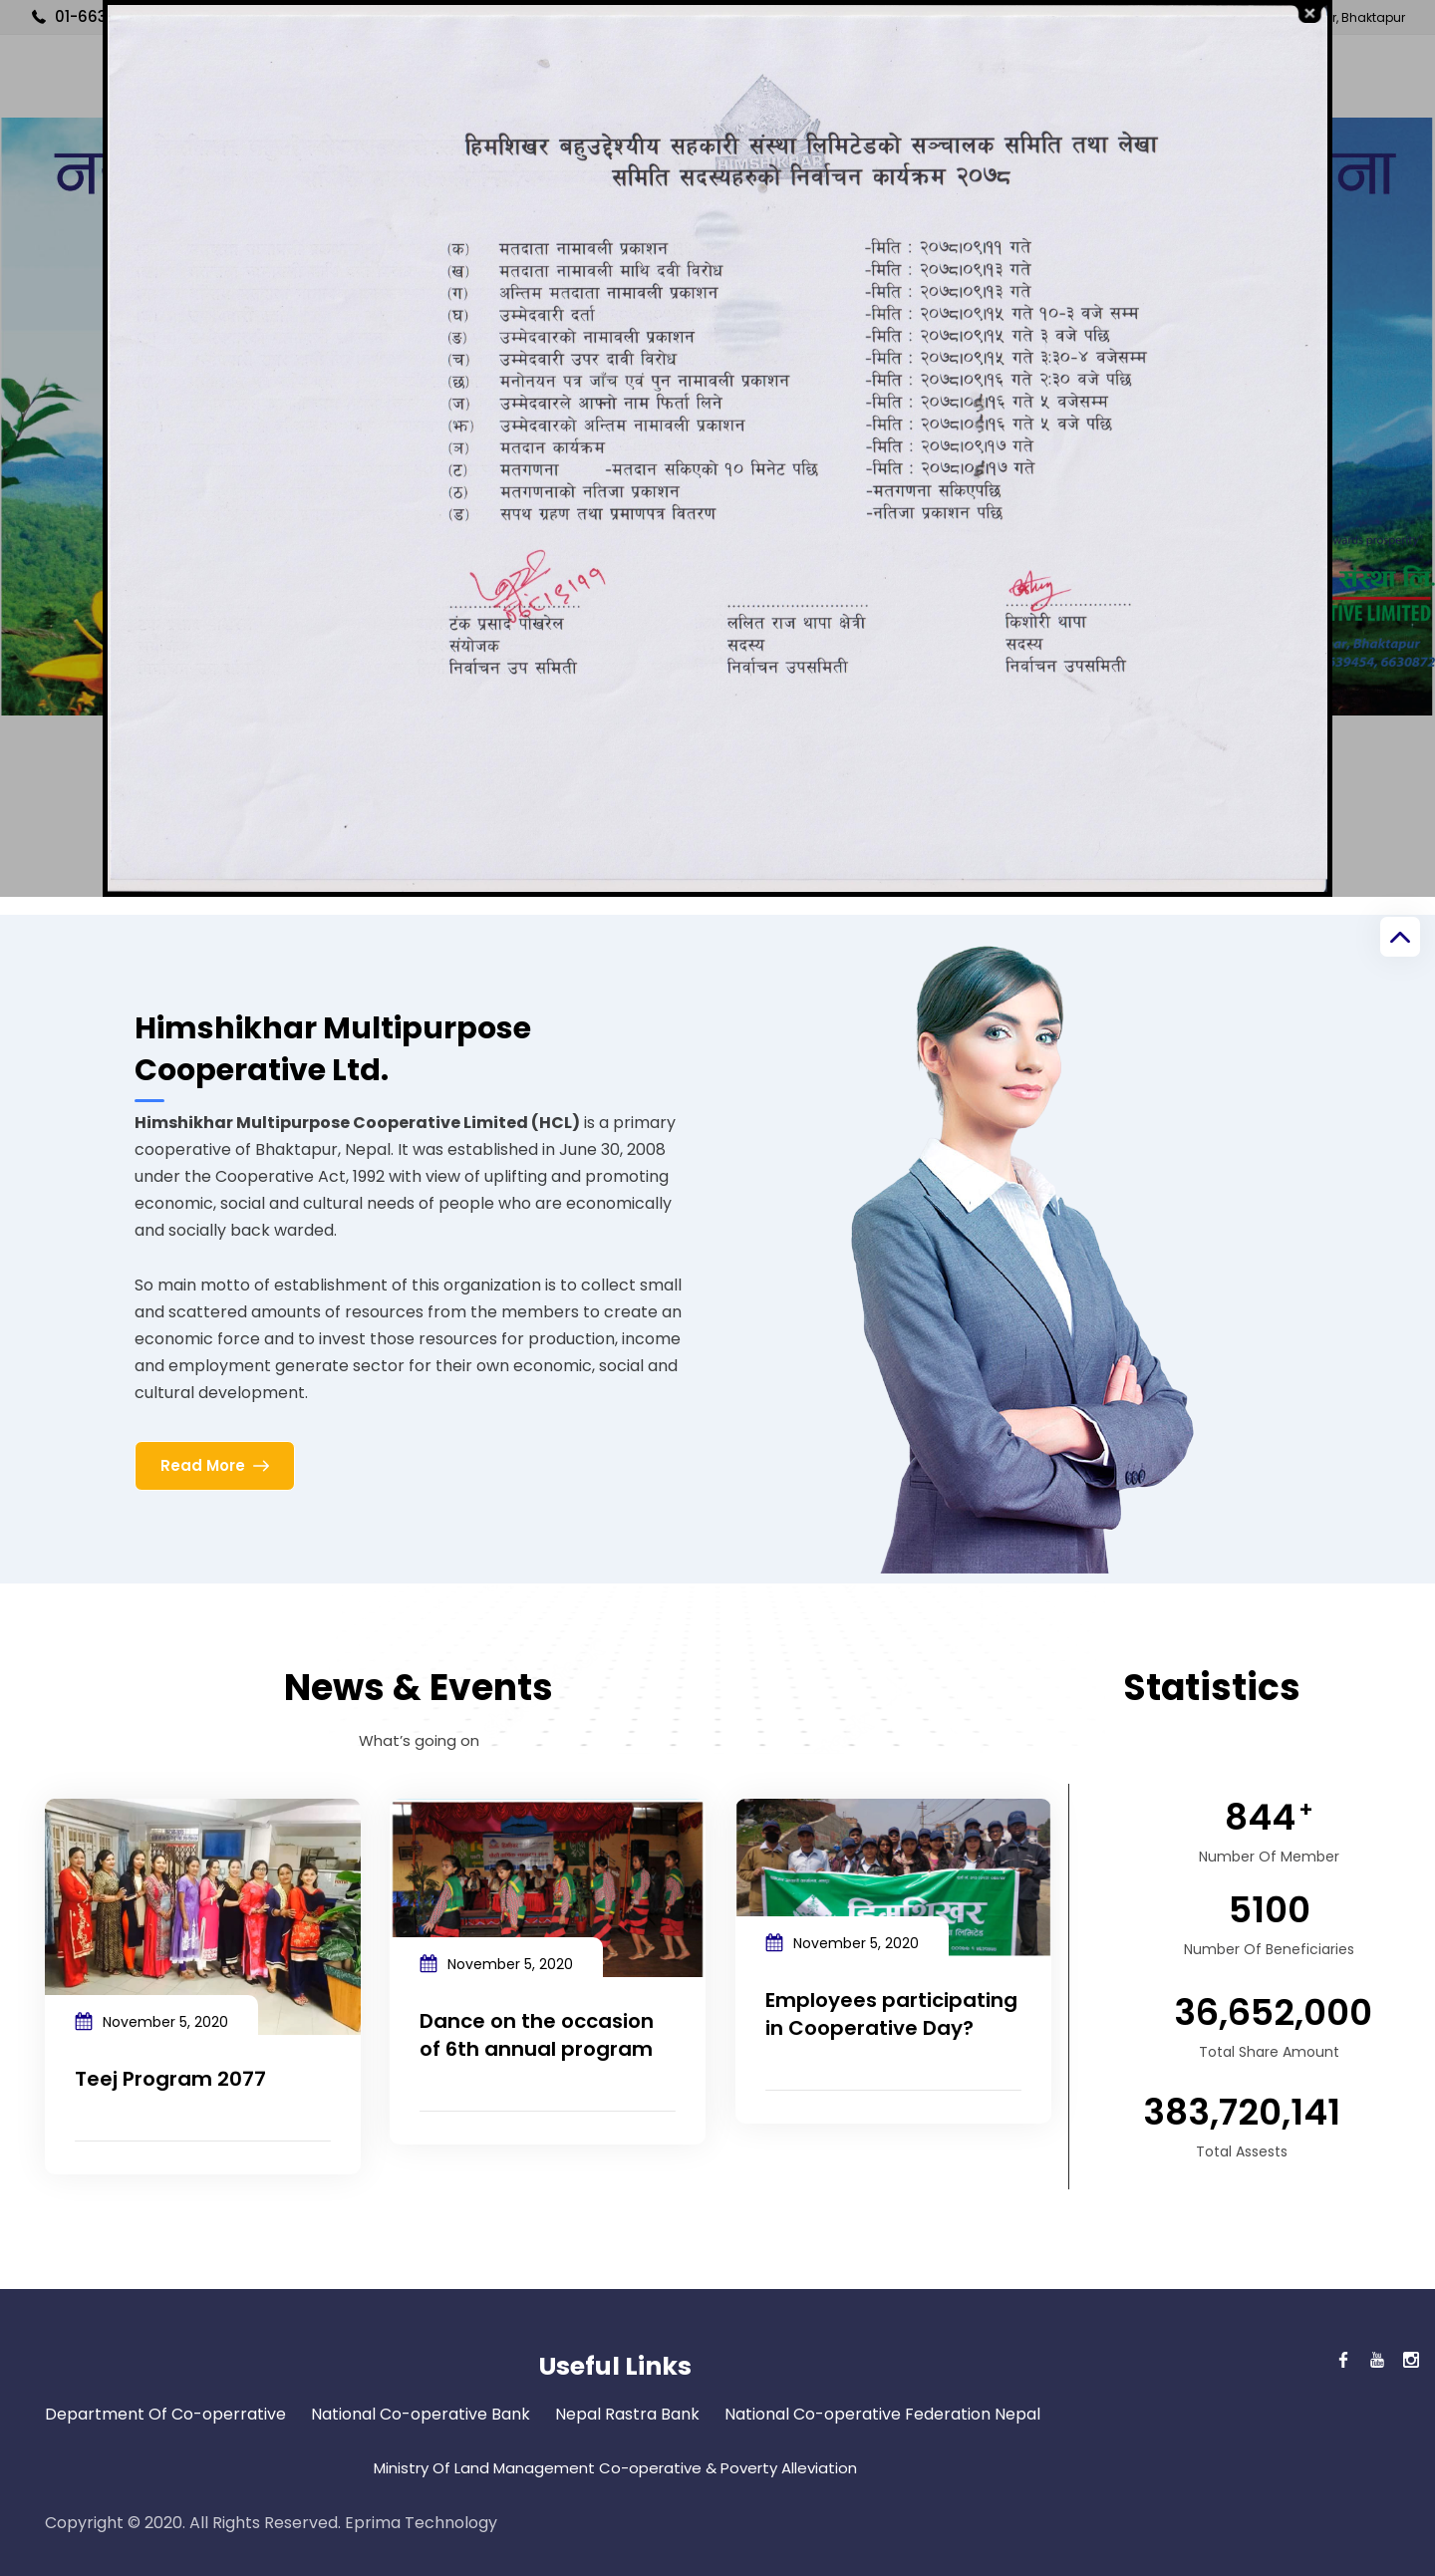 01-663
r, Bhaktapur
ना
HIMSHIKHAR
हिमशिखर बहुउद्देश्यीय सहकारी संस्था लिमिटेडको सञ्चालक समिति तथा लेखा
समिति सदस्यहरुको निर्वाचन कार्यक्रम २०७८
(क) मतदाता नामावली प्रकाशन -मिति : २०७८।०९।११ गते
(ख) मतदाता नामावली माथि दवी विरोध -मिति : २०७८।०९।१३ गते
(ग) अन्तिम मतदाता नामावली प्रकाशन -मिति : २०७८।०९।१३ गते
(घ) उम्मेदवारी दर्ता -मिति : २०७८।०९।१५ गते १०-३ वजे सम्म
(ङ) उम्मेदवारको नामावली प्रकाशन -मिति : २०७८।०९।१५ गते ३ वजे पछि
(च) उम्मेदवारी उपर दावी विरोध -मिति : २०७८।०९।१५ गते ३:३०-४ वजेसम्म
(छ) मनोनयन पत्र जाँच एवं पुन नामावली प्रकाशन -मिति : २०७८।०९।१६ गते २:३० वजे पछि
(ज) उम्मेदवारले आफ्नो नाम फिर्ता लिने -मिति : २०७८।०९।१६ गते ५ वजेसम्म
(झ) उम्मेदवारको अन्तिम नामावली प्रकाशन -मिति : २०७८।०९।१६ गते ५ वजे पछि
(ञ) मतदान कार्यक्रम -मिति : २०७८।०९।१७ गते
(ट) मतगणना -मतदान सकिएको १० मिनेट पछि -मिति : २०७८।०९।१७ गते
(ठ) मतगणनाको नतिजा प्रकाशन -मतगणना सकिएपछि
(ड) सपथ ग्रहण तथा प्रमाणपत्र वितरण -नतिजा प्रकाशन पछि
टंक प्रसाद पोखरेल ललित राज थापा क्षेत्री किशोरी थापा
संयोजक सदस्य सदस्य
निर्वाचन उप समिती निर्वाचन उपसमिती निर्वाचन उपसमिती
संस्था लि.
TIVE LIMITED
ar, Bhaktapur
639454, 6630872
Himshikhar Multipurpose
Cooperative Ltd.
Himshikhar Multipurpose Cooperative Limited (HCL) is a primary
cooperative of Bhaktapur, Nepal. It was established in June 30, 2008
under the Cooperative Act, 1992 with view of uplifting and promoting
economic, social and cultural needs of people who are economically
and socially back warded.
So main motto of establishment of this organization is to collect small
and scattered amounts of resources from the members to create an
economic force and to invest those resources for production, income
and employment generate sector for their own economic, social and
cultural development.
Read More
News & Events
What’s going on
Statistics
November 5, 2020
Teej Program 2077
November 5, 2020
Dance on the occasion
of 6th annual program
हिमशिखर
November 5, 2020
Employees participating
in Cooperative Day?
844+
Number Of Member
5100
Number Of Beneficiaries
36,652,000
Total Share Amount
383,720,141
Total Assests
Useful Links
Department Of Co-operrative National Co-operative Bank Nepal Rastra Bank National Co-operative Federation Nepal
Ministry Of Land Management Co-operative & Poverty Alleviation
Copyright © 2020. All Rights Reserved. Eprima Technology